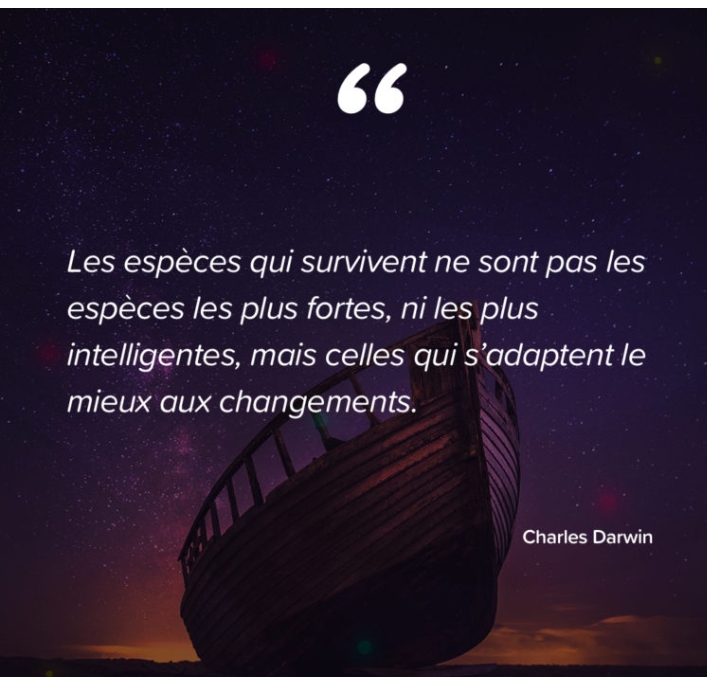 “
Les espèces qui survivent ne sont pas les
espèces les plus fortes, ni les plus
intelligentes, mais celles qui s’adaptent le
mieux aux changements.
Charles Darwin